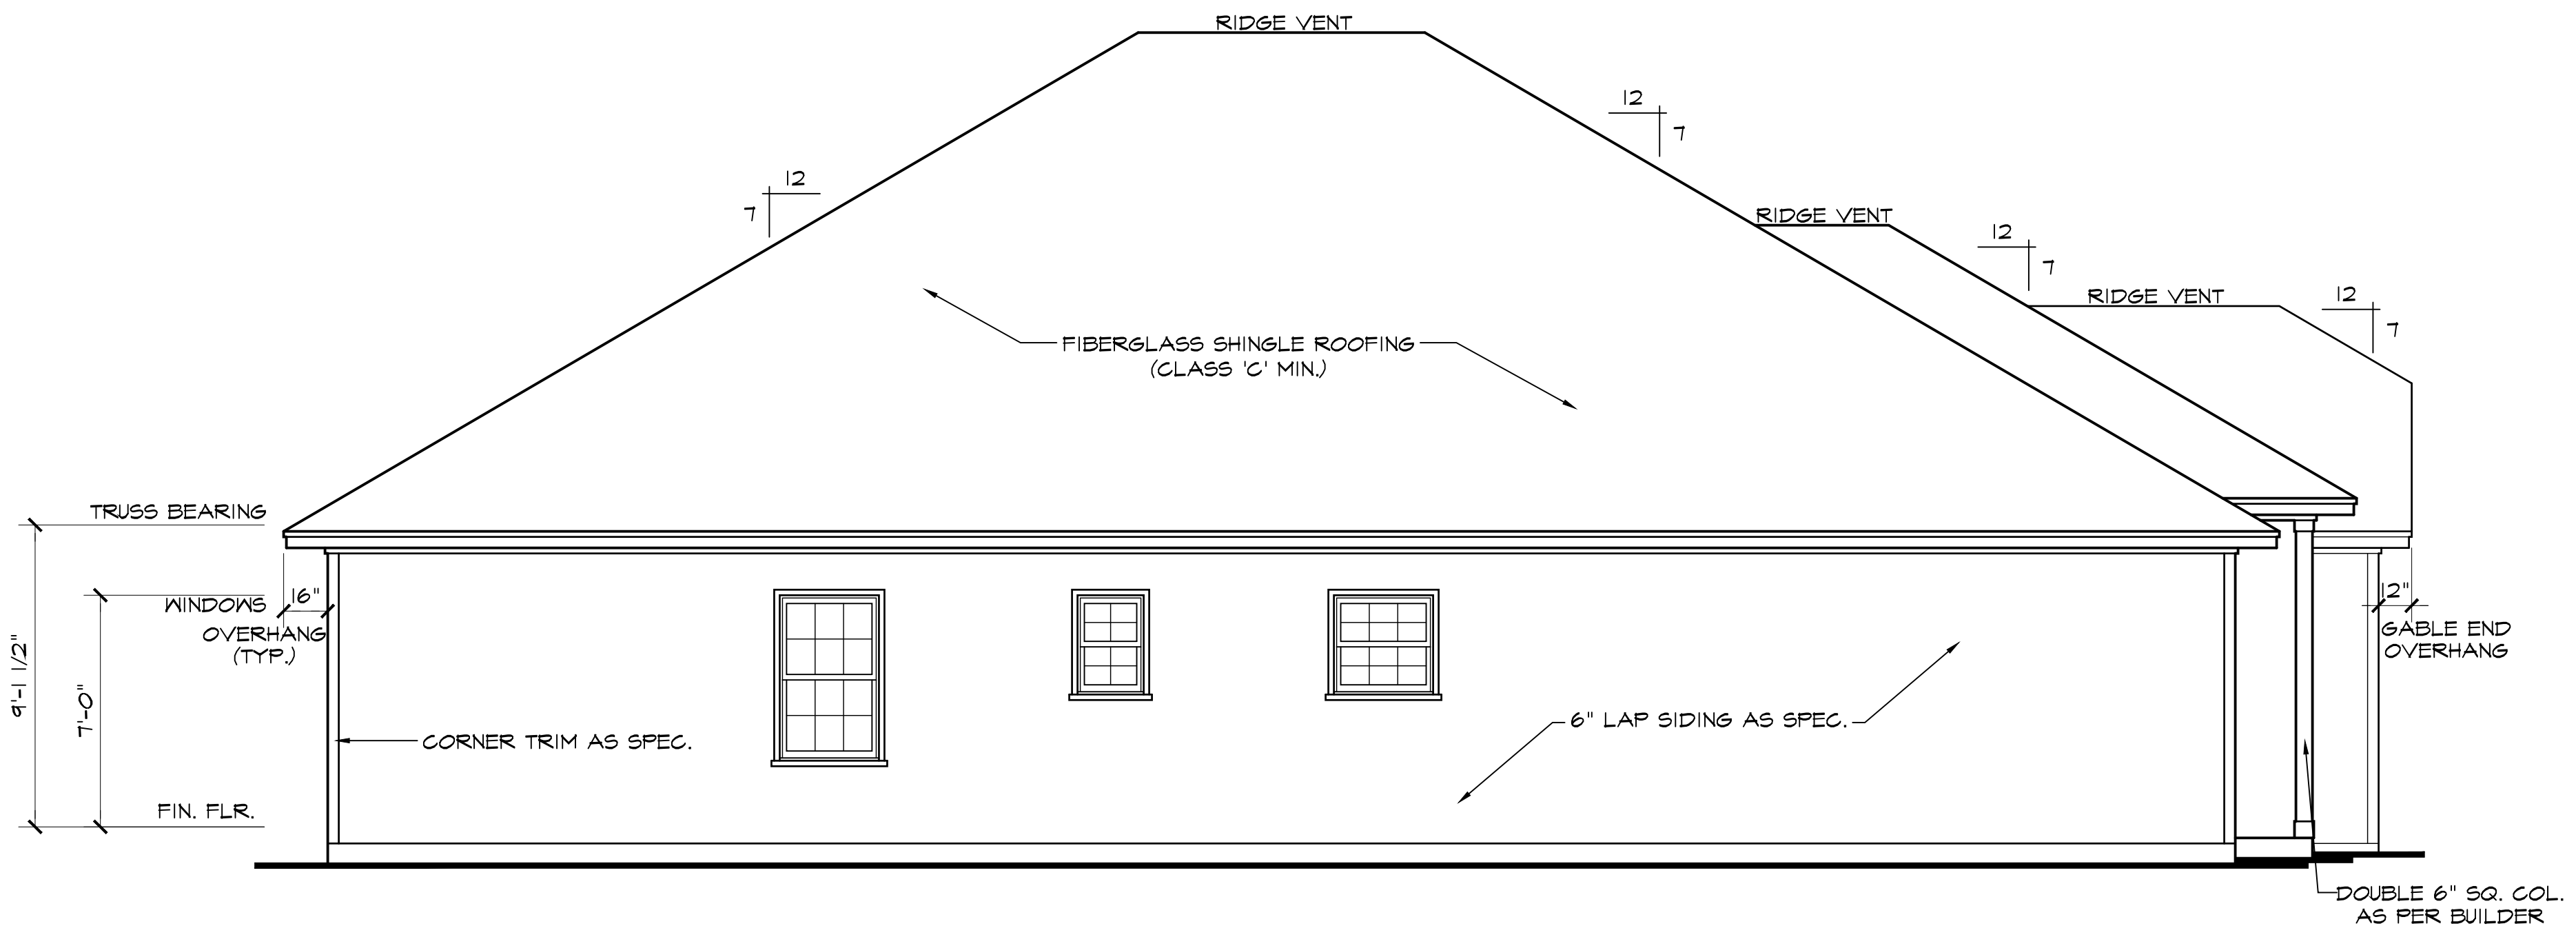 RIDGE VENT
12
7
12
7
RIDGE VENT
12
7
RIDGE VENT
12
7
FIBERGLASS SHINGLE ROOFING
(CLASS 'C' MIN.)
TRUSS BEARING
9'-1 1/2"
7'-0"
WINDOWS
16"
OVERHANG
(TYP.)
12"
GABLE END
OVERHANG
CORNER TRIM AS SPEC.
6" LAP SIDING AS SPEC.
FIN. FLR.
DOUBLE 6" SQ. COL.
AS PER BUILDER